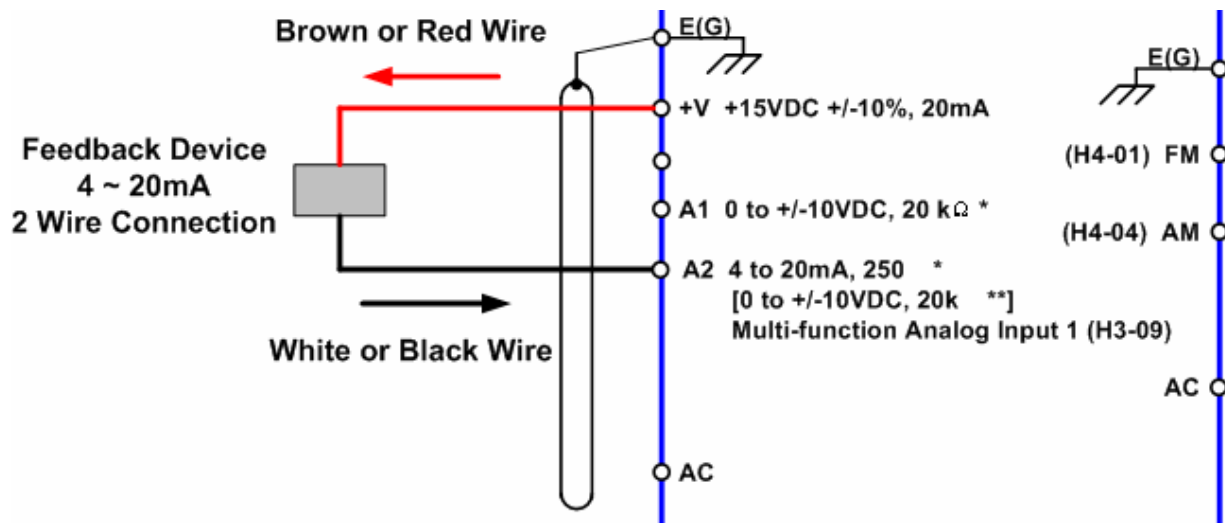 Brown or Red Wire
E(G)
+V +15VDC +/-10%, 20mA
Feedback Device
4 ~ 20mA
2 Wire Connection
A1 0 to +/-10VDC, 20 kΩ *
A2 4 to 20mA, 250 *
[0 to +/-10VDC, 20k **]
Multi-function Analog Input 1 (H3-09)
White or Black Wire
AC
E(G)
(H4-01) FM
(H4-04) AM
AC